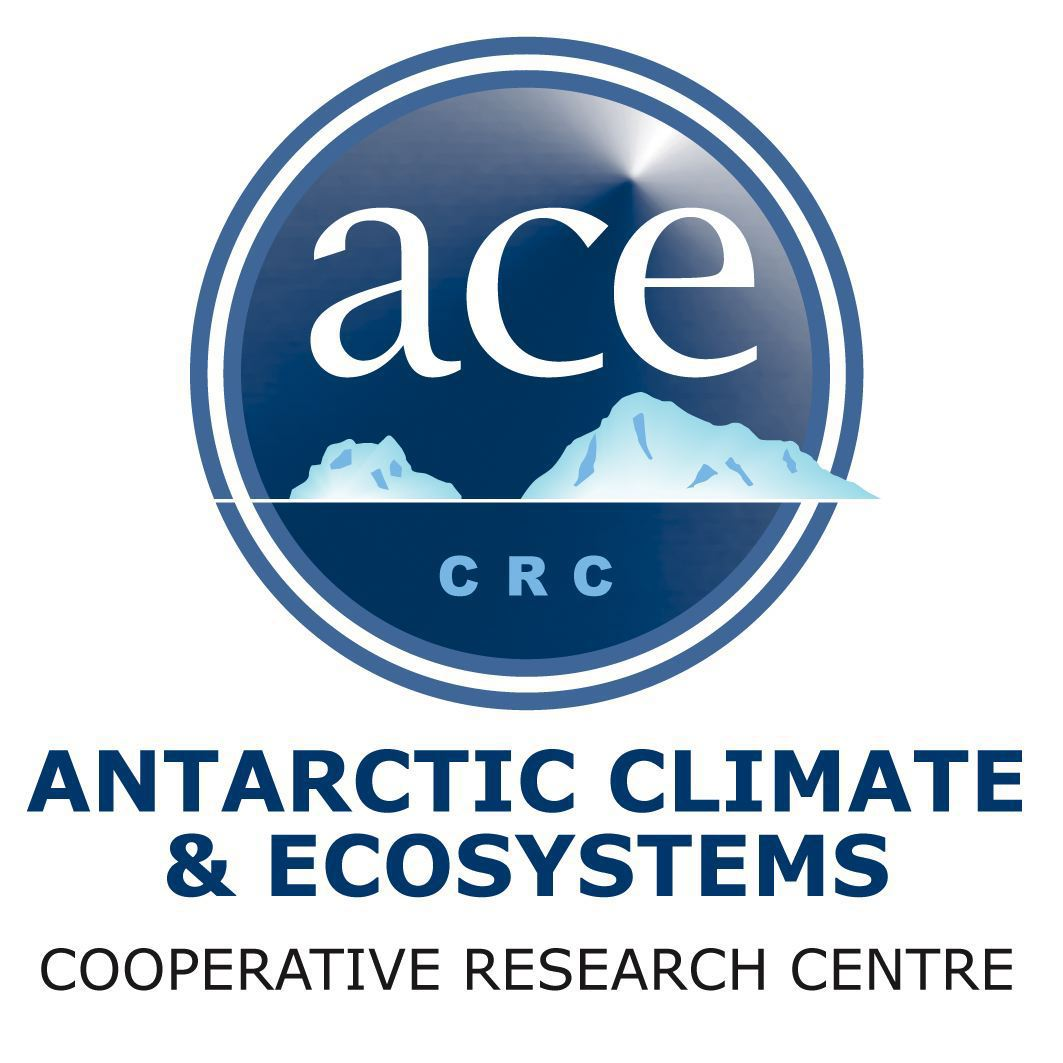 ace
CRC
ANTARCTIC CLIMATE
& ECOSYSTEMS
COOPERATIVE RESEARCH CENTRE